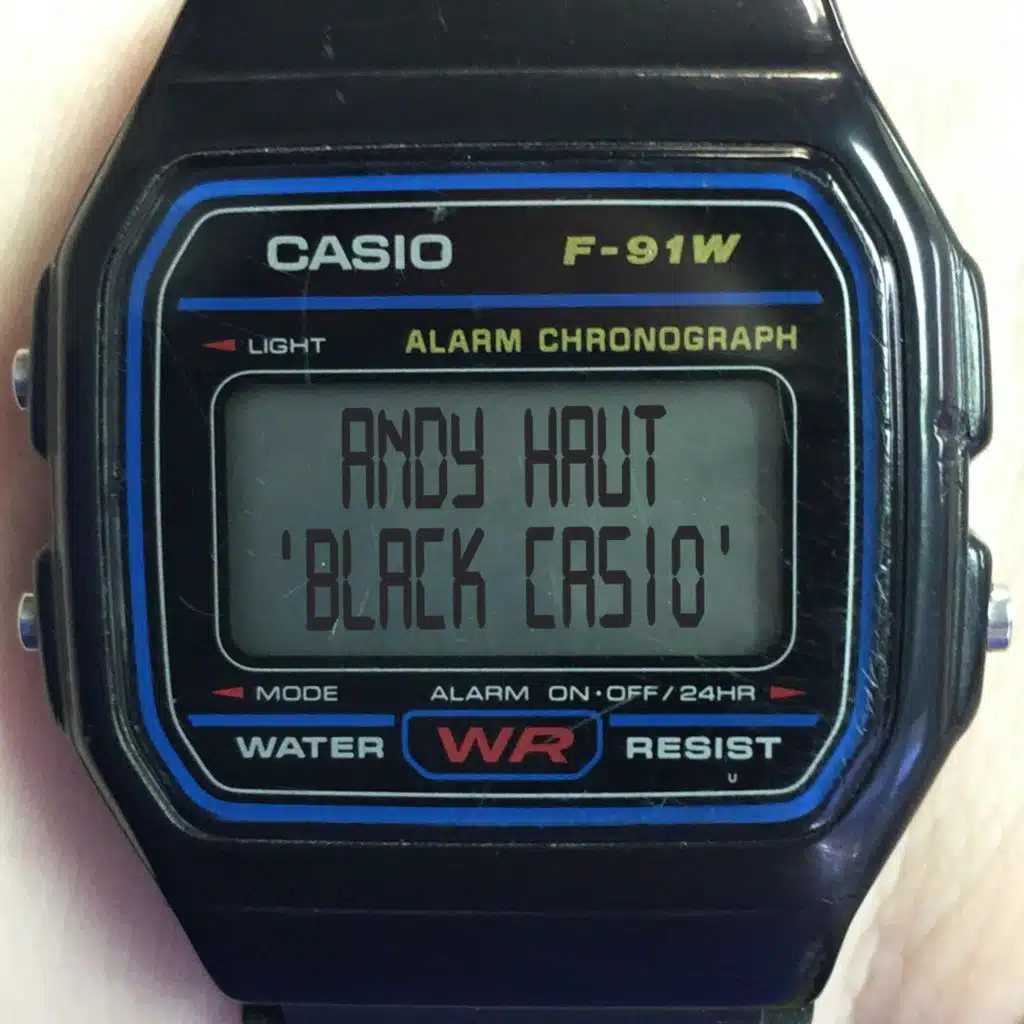 CASIO F-91W
LIGHT ALARM CHRONOGRAPH
ANDY HAUT
'BLACK CASIO'
MODE ALARM ON·OFF/24HR
WATER WR RESIST
U